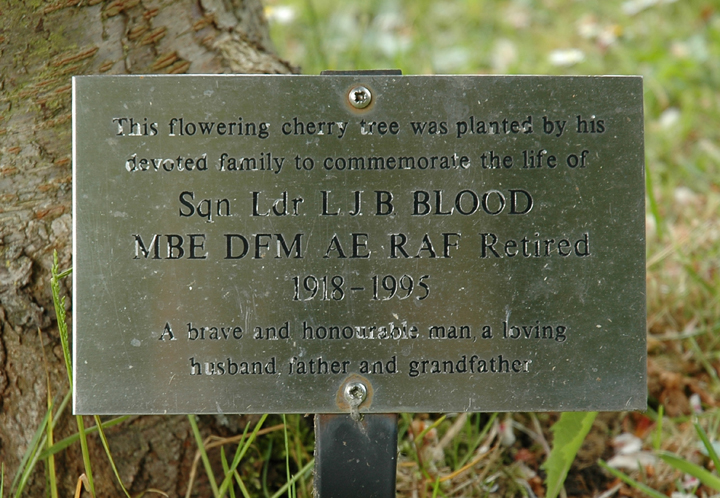 This flowering cherry tree was planted by his
devoted family to commemorate the life of
Sqn Ldr L J B BLOOD
MBE DFM AE RAF Retired
1918 - 1995
A brave and honourable man, a loving
husband, father and grandfather